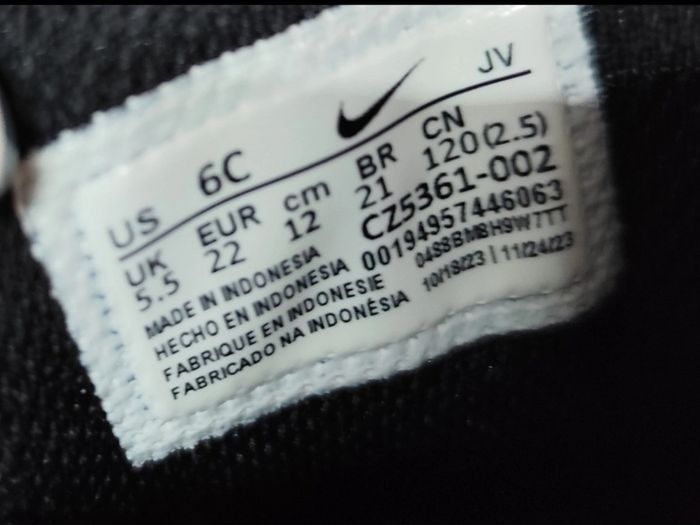 US 6C JV
UK EUR cm BR CN
5.5 22 12 21 120(2.5)
MADE IN INDONESIA CZ5361-002
HECHO EN INDONESIA 00194957446063
FABRIQUE EN INDONESIE 04S8BM8H9W7TT
FABRICADO NA INDONÉSIA 10/18/23 | 11/24/23